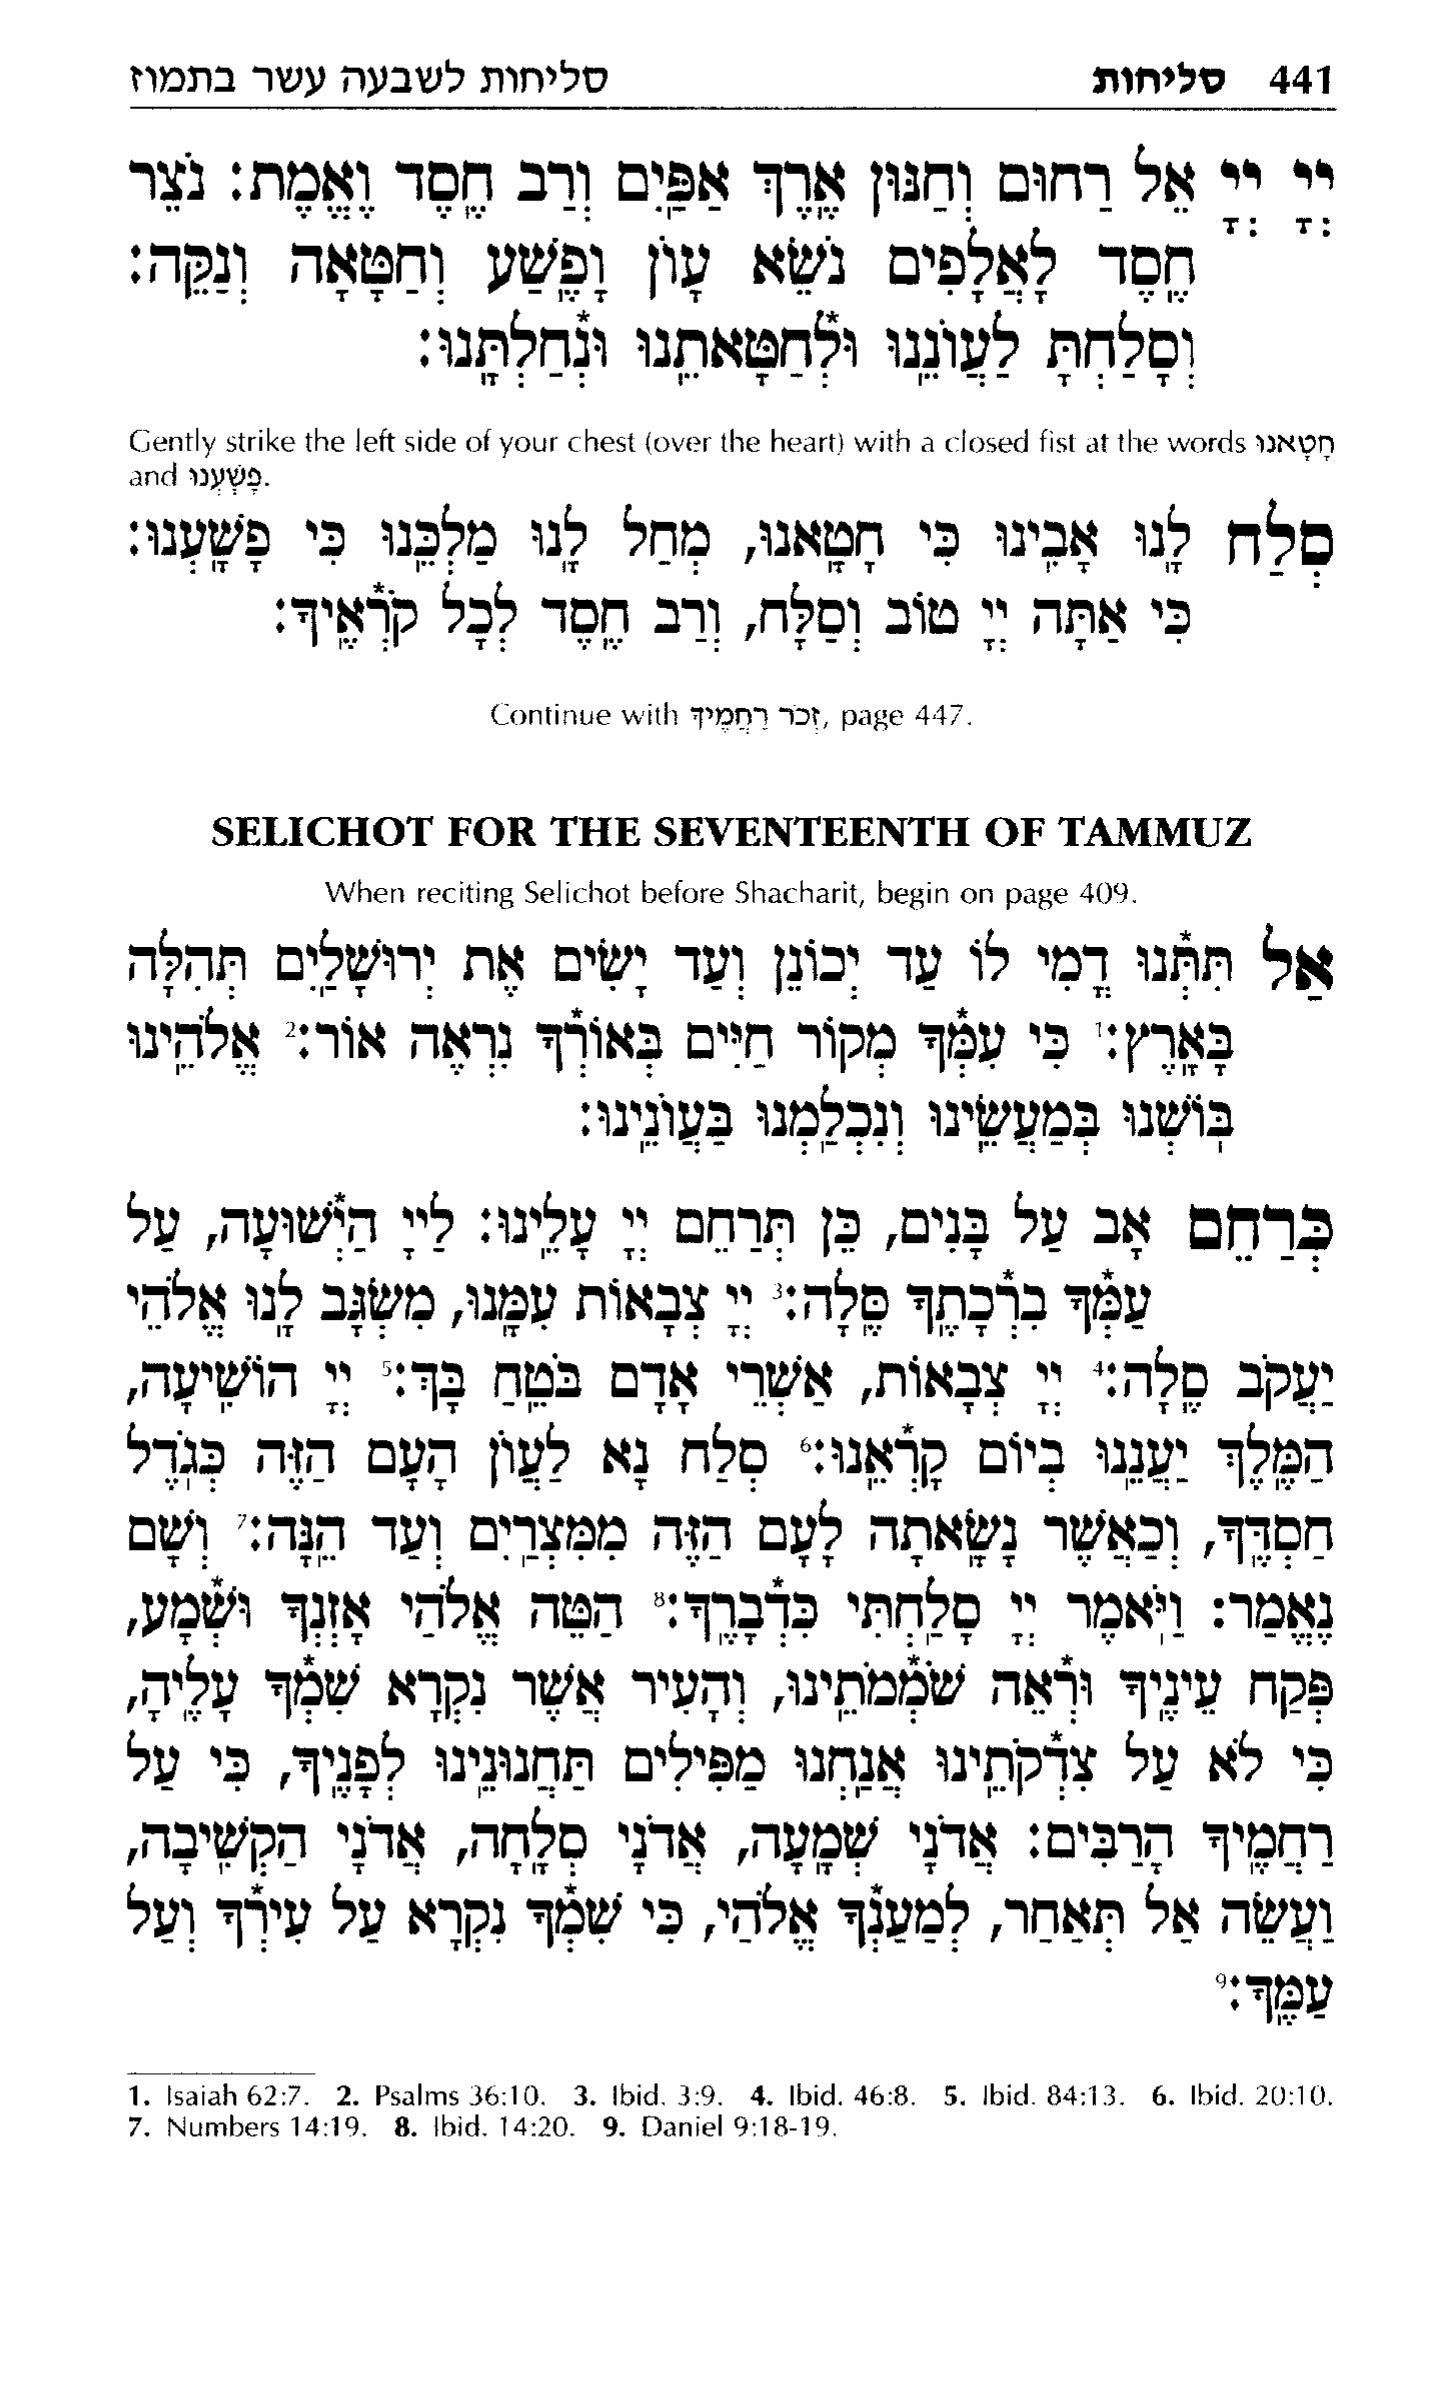 441 סליחות סליחות לשבעה עשר בתמוז
יְיָ יְיָ אֵל רַחוּם וְחַנּוּן אֶֽרֶךְ אַפַּֽיִם וְרַב חֶֽסֶד וֶאֱמֶת: נֹצֵר
חֶֽסֶד לָאֲלָפִים נֹשֵׂא עָוֹן וָפֶֽשַׁע וְחַטָּאָה וְנַקֵּה:
וְסָלַחְתָּ לַעֲוֹנֵֽנוּ וּלְ֯חַטָּאתֵֽנוּ וּנְ֯חַלְתָּֽנוּ:
Gently strike the left side of your chest (over the heart) with a closed fist at the words חָטָאנוּ
and פָשָׁעְנוּ.
סְלַח לָֽנוּ אָבִֽינוּ כִּי חָטָֽאנוּ, מְחַל לָֽנוּ מַלְכֵּֽנוּ כִּי פָשָֽׁעְנוּ:
כִּי אַתָּה יְיָ טוֹב וְסַלָּח, וְרַב חֶֽסֶד לְכָל קֹרְ֯אֶֽיךָ:
Continue with זְכֹר רַחֲמֶיךָ, page 447.
SELICHOT FOR THE SEVENTEENTH OF TAMMUZ
When reciting Selichot before Shacharit, begin on page 409.
אַל תִּתְּ֯נוּ דֳמִי לוֹ עַד יְכוֹנֵן וְעַד יָשִׂים אֶת יְרוּשָׁלַֽיִם תְּהִלָּה
בָּאָֽרֶץ:1 כִּי עִמְּ֯ךָ מְקוֹר חַיִּים בְּאוֹרְ֯ךָ נִרְאֶה אוֹר:2 אֱלֹהֵֽינוּ
בֽוֹשְׁנוּ בְּמַעֲשֵֽׂינוּ וְנִכְלַֽמְנוּ בַּעֲוֹנֵֽינוּ:
כְּרַחֵם אָב עַל בָּנִים, כֵּן תְּרַחֵם יְיָ עָלֵֽינוּ: לַיְיָ הַיְ֯שׁוּעָה, עַל
עַמְּ֯ךָ בִרְ֯כָתֶֽךָ סֶּֽלָה:3 יְיָ צְבָאוֹת עִמָּֽנוּ, מִשְׂגָּב לָֽנוּ אֱלֹהֵי
יַעֲקֹב סֶֽלָה:4 יְיָ צְבָאוֹת, אַשְׁרֵי אָדָם בֹּטֵֽחַ בָּךְ:5 יְיָ הוֹשִֽׁיעָה,
הַמֶּֽלֶךְ יַעֲנֵֽנוּ בְיוֹם קָרְ֯אֵֽנוּ:6 סְלַח נָא לַעֲוֹן הָעָם הַזֶּה כְּגֹֽדֶל
חַסְדֶּֽךָ, וְכַאֲשֶׁר נָשָֽׂאתָה לָעָם הַזֶּה מִמִּצְרַֽיִם וְעַד הֵֽנָּה:7 וְשָׁם
נֶאֱמַר: וַיֹּֽאמֶר יְיָ סָלַֽחְתִּי כִּדְ֯בָרֶֽךָ:8 הַטֵּה אֱלֹהַי אָזְנְךָ וּשְׁ֯מָע,
פְּקַח עֵינֶֽיךָ וּרְ֯אֵה שֹׁמְ֯מֹתֵֽינוּ, וְהָעִיר אֲשֶׁר נִקְרָא שִׁמְ֯ךָ עָלֶֽיהָ,
כִּי לֹא עַל צִדְ֯קֹתֵֽינוּ אֲנַֽחְנוּ מַפִּילִים תַּחֲנוּנֵֽינוּ לְפָנֶֽיךָ, כִּי עַל
רַחֲמֶֽיךָ הָרַבִּים: אֲדֹנָי שְׁמָֽעָה, אֲדֹנָי סְלָֽחָה, אֲדֹנָי הַקְשִֽׁיבָה,
וַעֲשֵׂה אַל תְּאַחַר, לְמַעַנְ֯ךָ אֱלֹהַי, כִּי שִׁמְ֯ךָ נִקְרָא עַל עִירְ֯ךָ וְעַל
עַמֶּֽךָ:9
1. Isaiah 62:7. 2. Psalms 36:10. 3. Ibid. 3:9. 4. Ibid. 46:8. 5. Ibid. 84:13. 6. Ibid. 20:10.
7. Numbers 14:19. 8. Ibid. 14:20. 9. Daniel 9:18-19.